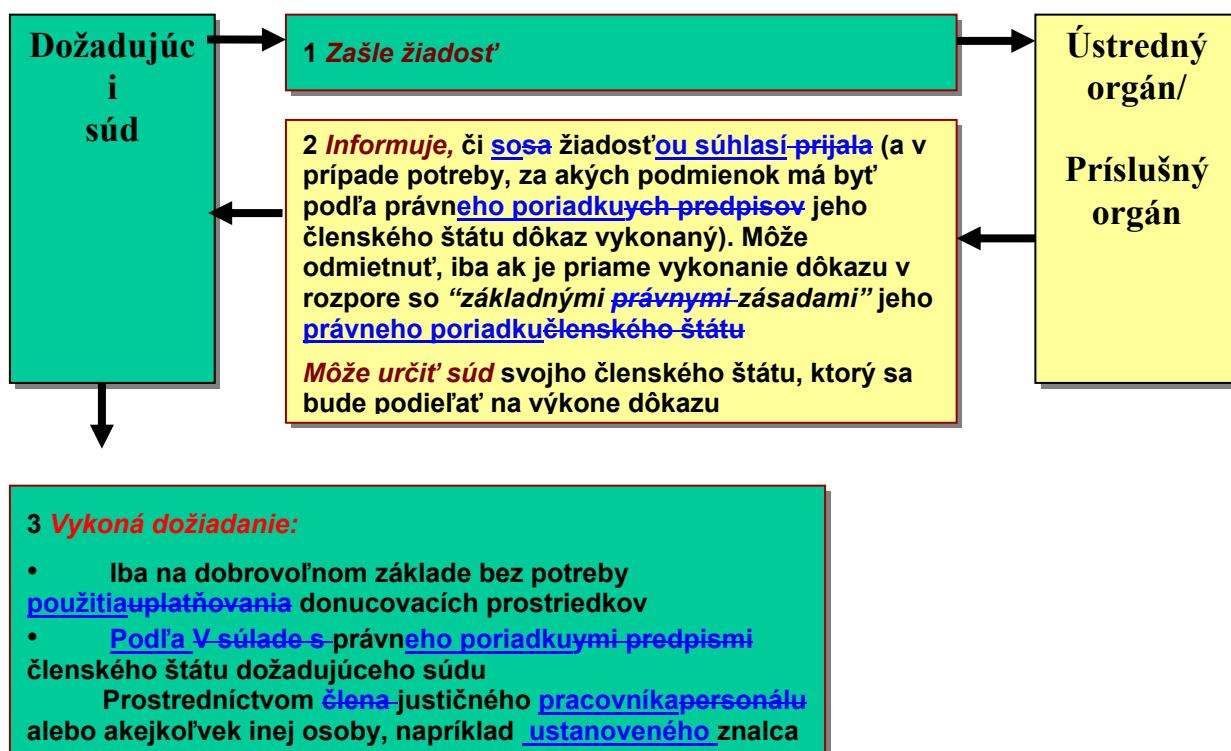 Dožadujúc
i
súd
1 Zašle žiadosť
Ústredný
orgán/
Príslušný
orgán
2 Informuje, či sosa žiadosťou súhlasí prijala (a v
prípade potreby, za akých podmienok má byť
podľa právneho poriadkuych predpisov jeho
členského štátu dôkaz vykonaný). Môže
odmietnuť, iba ak je priame vykonanie dôkazu v
rozpore so “základnými právnymi zásadami” jeho
právneho poriadkučlenského štátu
Môže určiť súd svojho členského štátu, ktorý sa
bude podieľať na výkone dôkazu
3 Vykoná dožiadanie:
• Iba na dobrovoľnom základe bez potreby
použitiauplatňovania donucovacích prostriedkov
• Podľa V súlade s právneho poriadkuymi predpismi
členského štátu dožadujúceho súdu
Prostredníctvom člena justičného pracovníkapersonálu
alebo akejkoľvek inej osoby, napríklad ustanoveného znalca